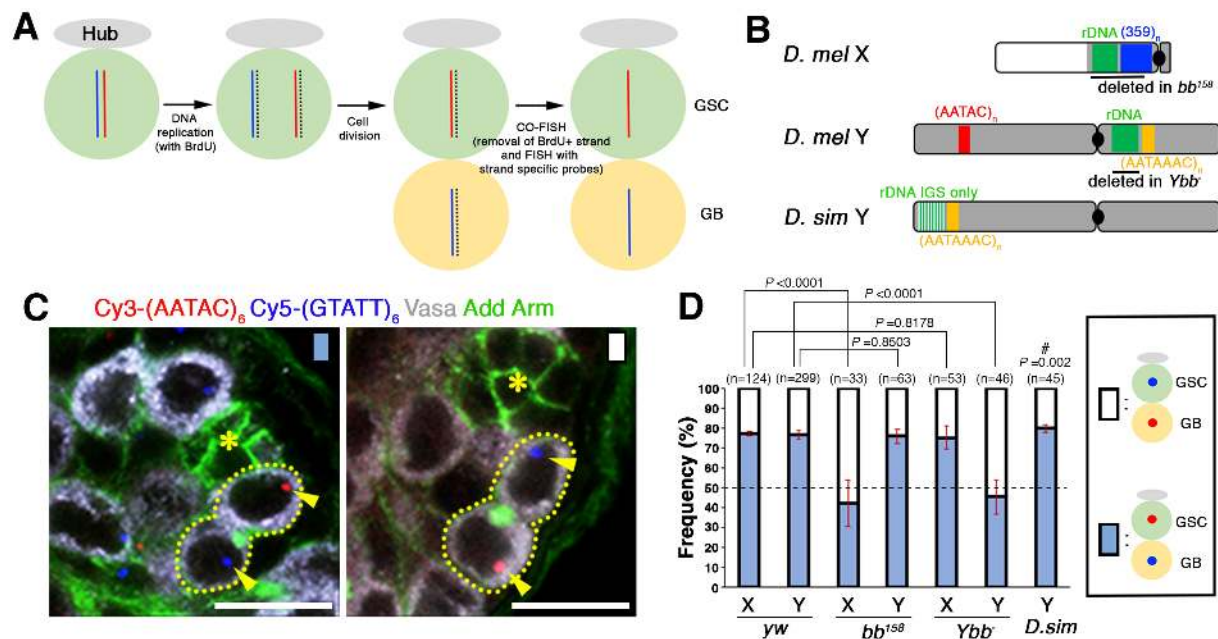 A
Hub
DNA
replication
(with BrdU)
Cell
division
CO-FISH
(removal of BrdU+ strand
and FISH with
strand specific probes)
GSC
GB
B
D. mel X
rDNA (359)n
deleted in bb158
D. mel Y
(AATAC)n
rDNA
(AATAAAC)n
deleted in Ybb-
rDNA IGS only
D. sim Y
(AATAAAC)n
C
Cy3-(AATAC)6 Cy5-(GTATT)6 Vasa Add Arm
*
*
D
P <0.0001
P <0.0001
P =0.8178
P =0.8503
#
P =0.002
(n=124) (n=299) (n=33) (n=63) (n=53) (n=46) (n=45)
Frequency (%)
100
90
80
70
60
50
40
30
20
10
0
X Y X Y X Y Y
yw bb158 Ybb- D.sim
GSC
GB
GSC
GB